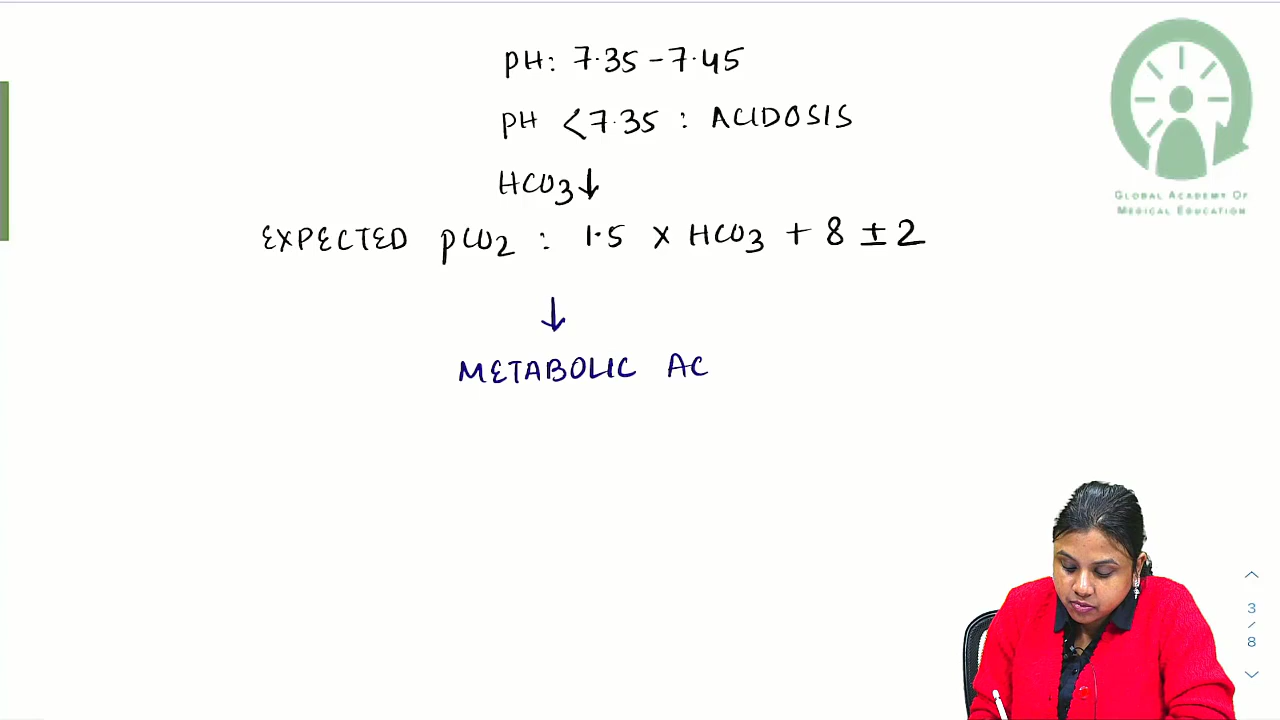 pH: 7.35-7.45
pH <7.35 : ACIDOSIS
HCO3↓
EXPECTED pCO2 : 1.5 x HCO3 + 8 ±2
↓
METABOLIC AC
GLOBAL ACADEMY OF
MEDICAL EDUCATION
3
/
8